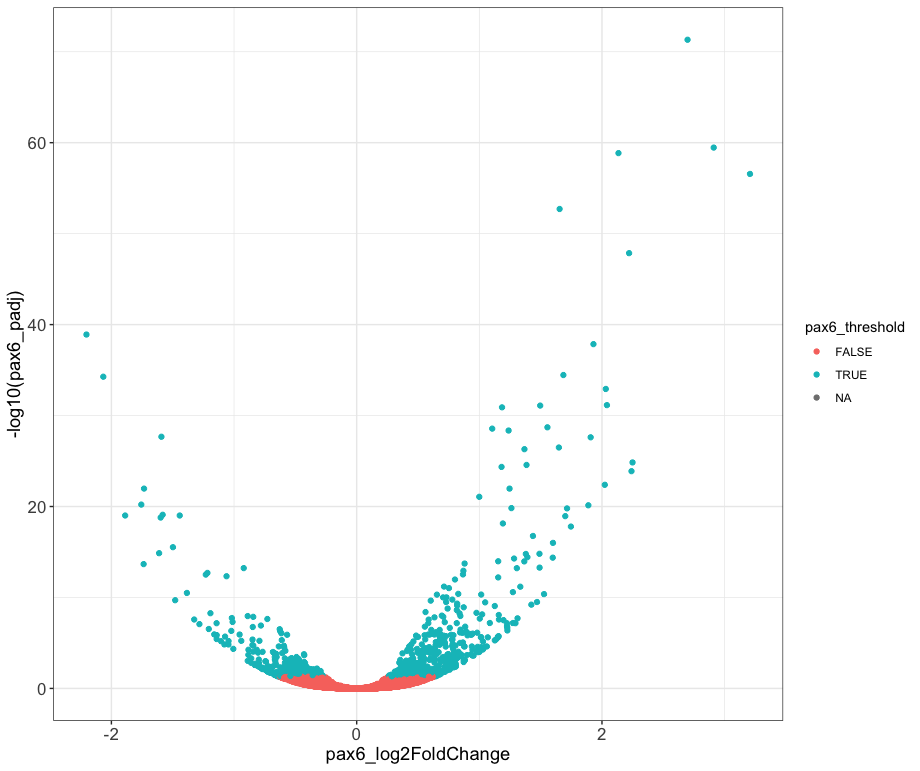 60
40
20
0
-2
0
2
-log10(pax6_padj)
pax6_log2FoldChange
pax6_threshold
FALSE
TRUE
NA